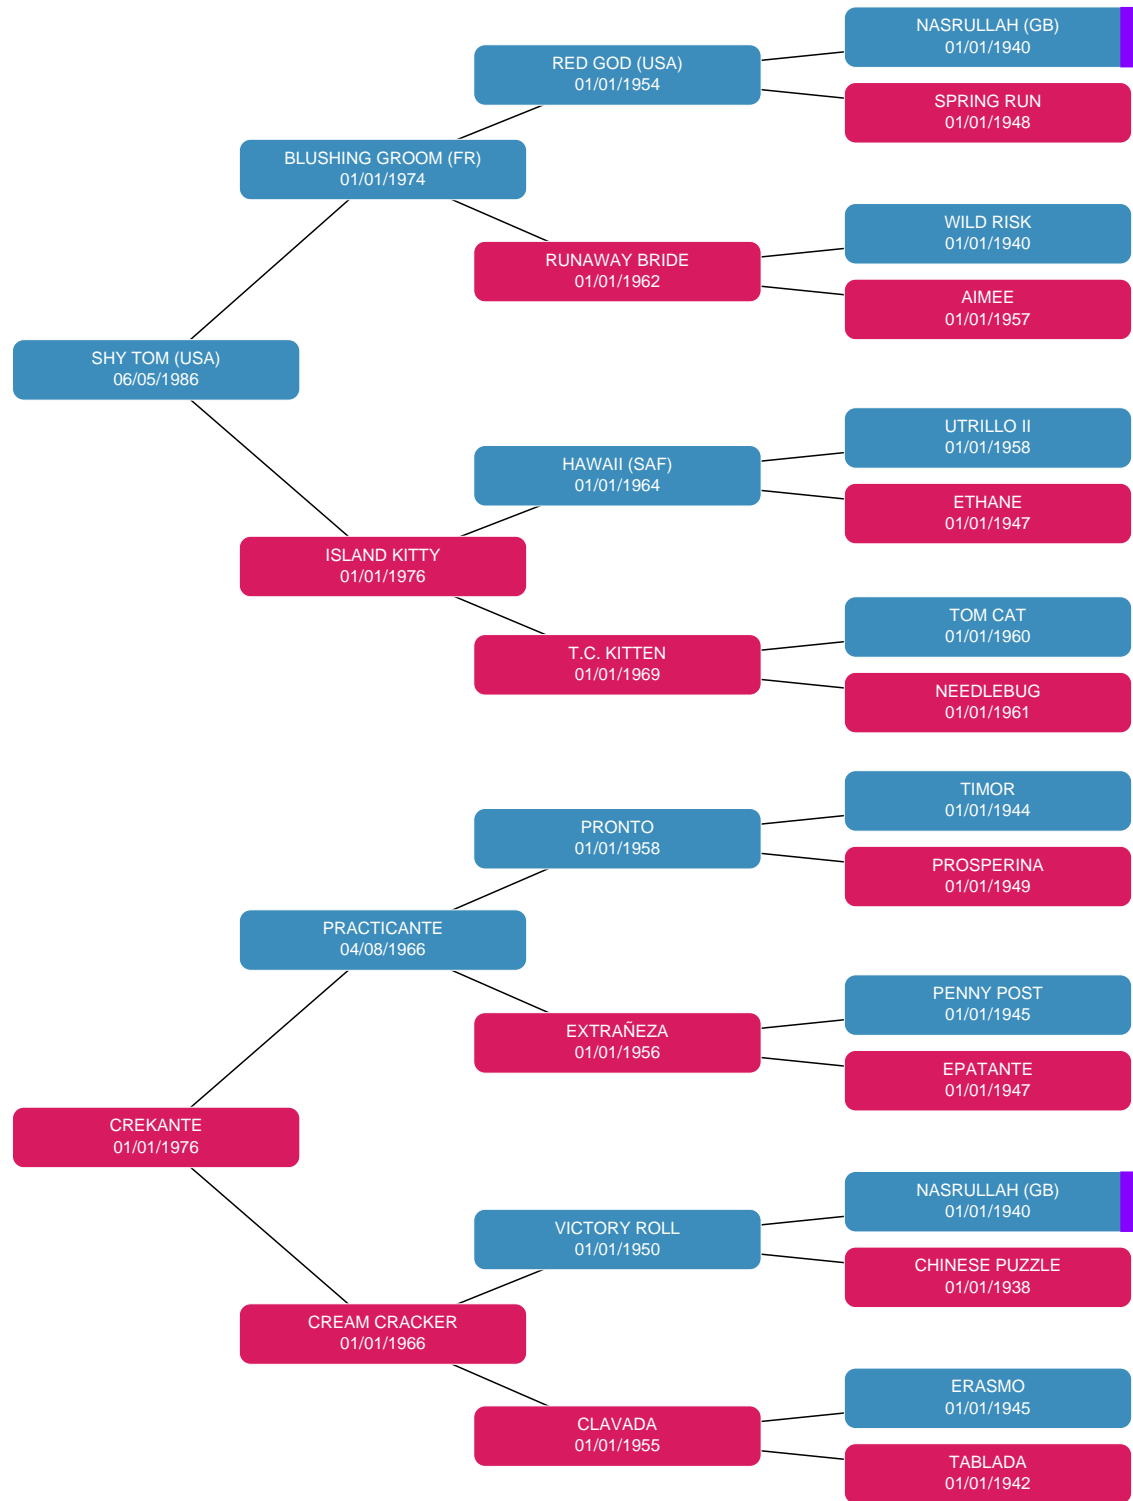 NASRULLAH (GB)
01/01/1940
RED GOD (USA)
01/01/1954
SPRING RUN
01/01/1948
BLUSHING GROOM (FR)
01/01/1974
WILD RISK
01/01/1940
RUNAWAY BRIDE
01/01/1962
AIMEE
01/01/1957
SHY TOM (USA)
06/05/1986
UTRILLO II
01/01/1958
HAWAII (SAF)
01/01/1964
ETHANE
01/01/1947
ISLAND KITTY
01/01/1976
TOM CAT
01/01/1960
T.C. KITTEN
01/01/1969
NEEDLEBUG
01/01/1961
TIMOR
01/01/1944
PRONTO
01/01/1958
PROSPERINA
01/01/1949
PRACTICANTE
04/08/1966
PENNY POST
01/01/1945
EXTRAÑEZA
01/01/1956
EPATANTE
01/01/1947
CREKANTE
01/01/1976
NASRULLAH (GB)
01/01/1940
VICTORY ROLL
01/01/1950
CHINESE PUZZLE
01/01/1938
CREAM CRACKER
01/01/1966
ERASMO
01/01/1945
CLAVADA
01/01/1955
TABLADA
01/01/1942